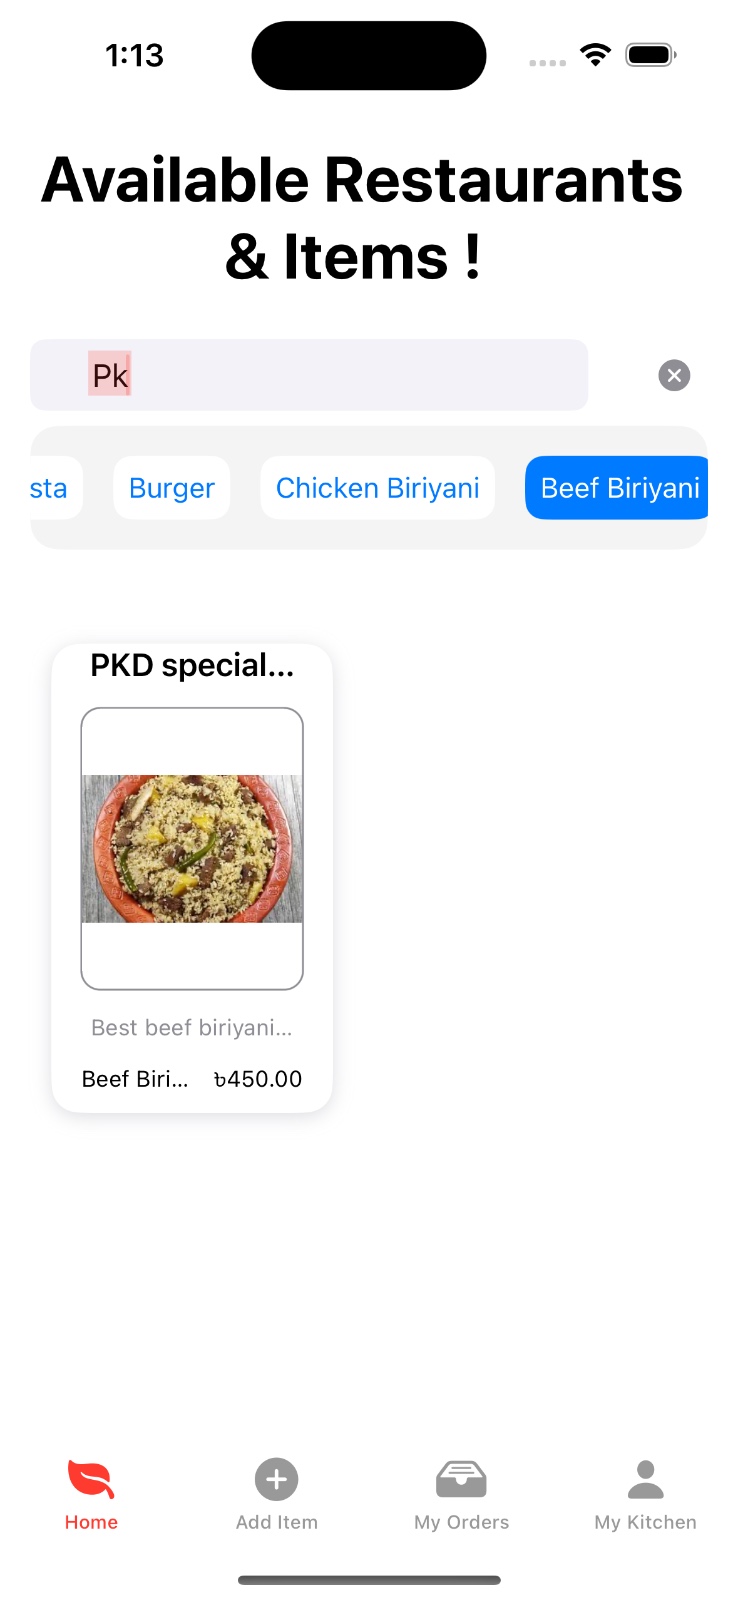 1:13
Available Restaurants
& Items !
Pk
sta
Burger
Chicken Biriyani
Beef Biriyani
PKD special...
Best beef biriyani...
Beef Biri... ৳450.00
Home
Add Item
My Orders
My Kitchen